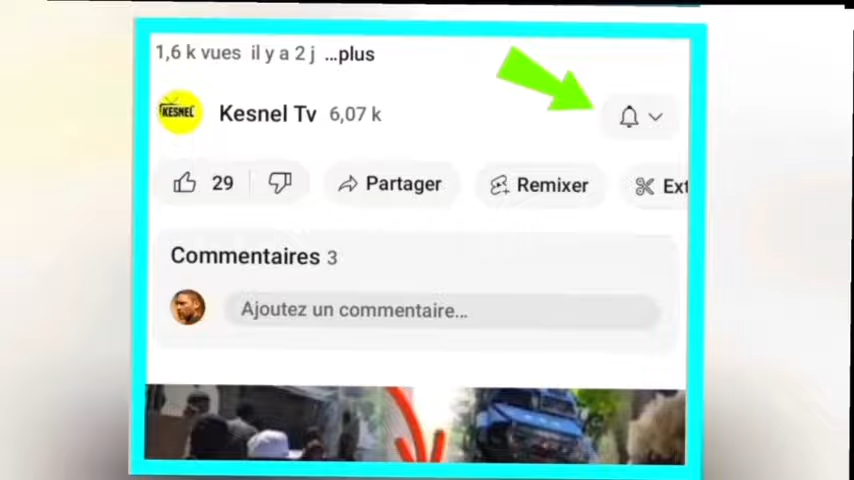 1,6 k vues il y a 2 j ...plus
KESNEL
Kesnel Tv 6,07 k
29 Partager Remixer Ext
Commentaires 3
Ajoutez un commentaire...